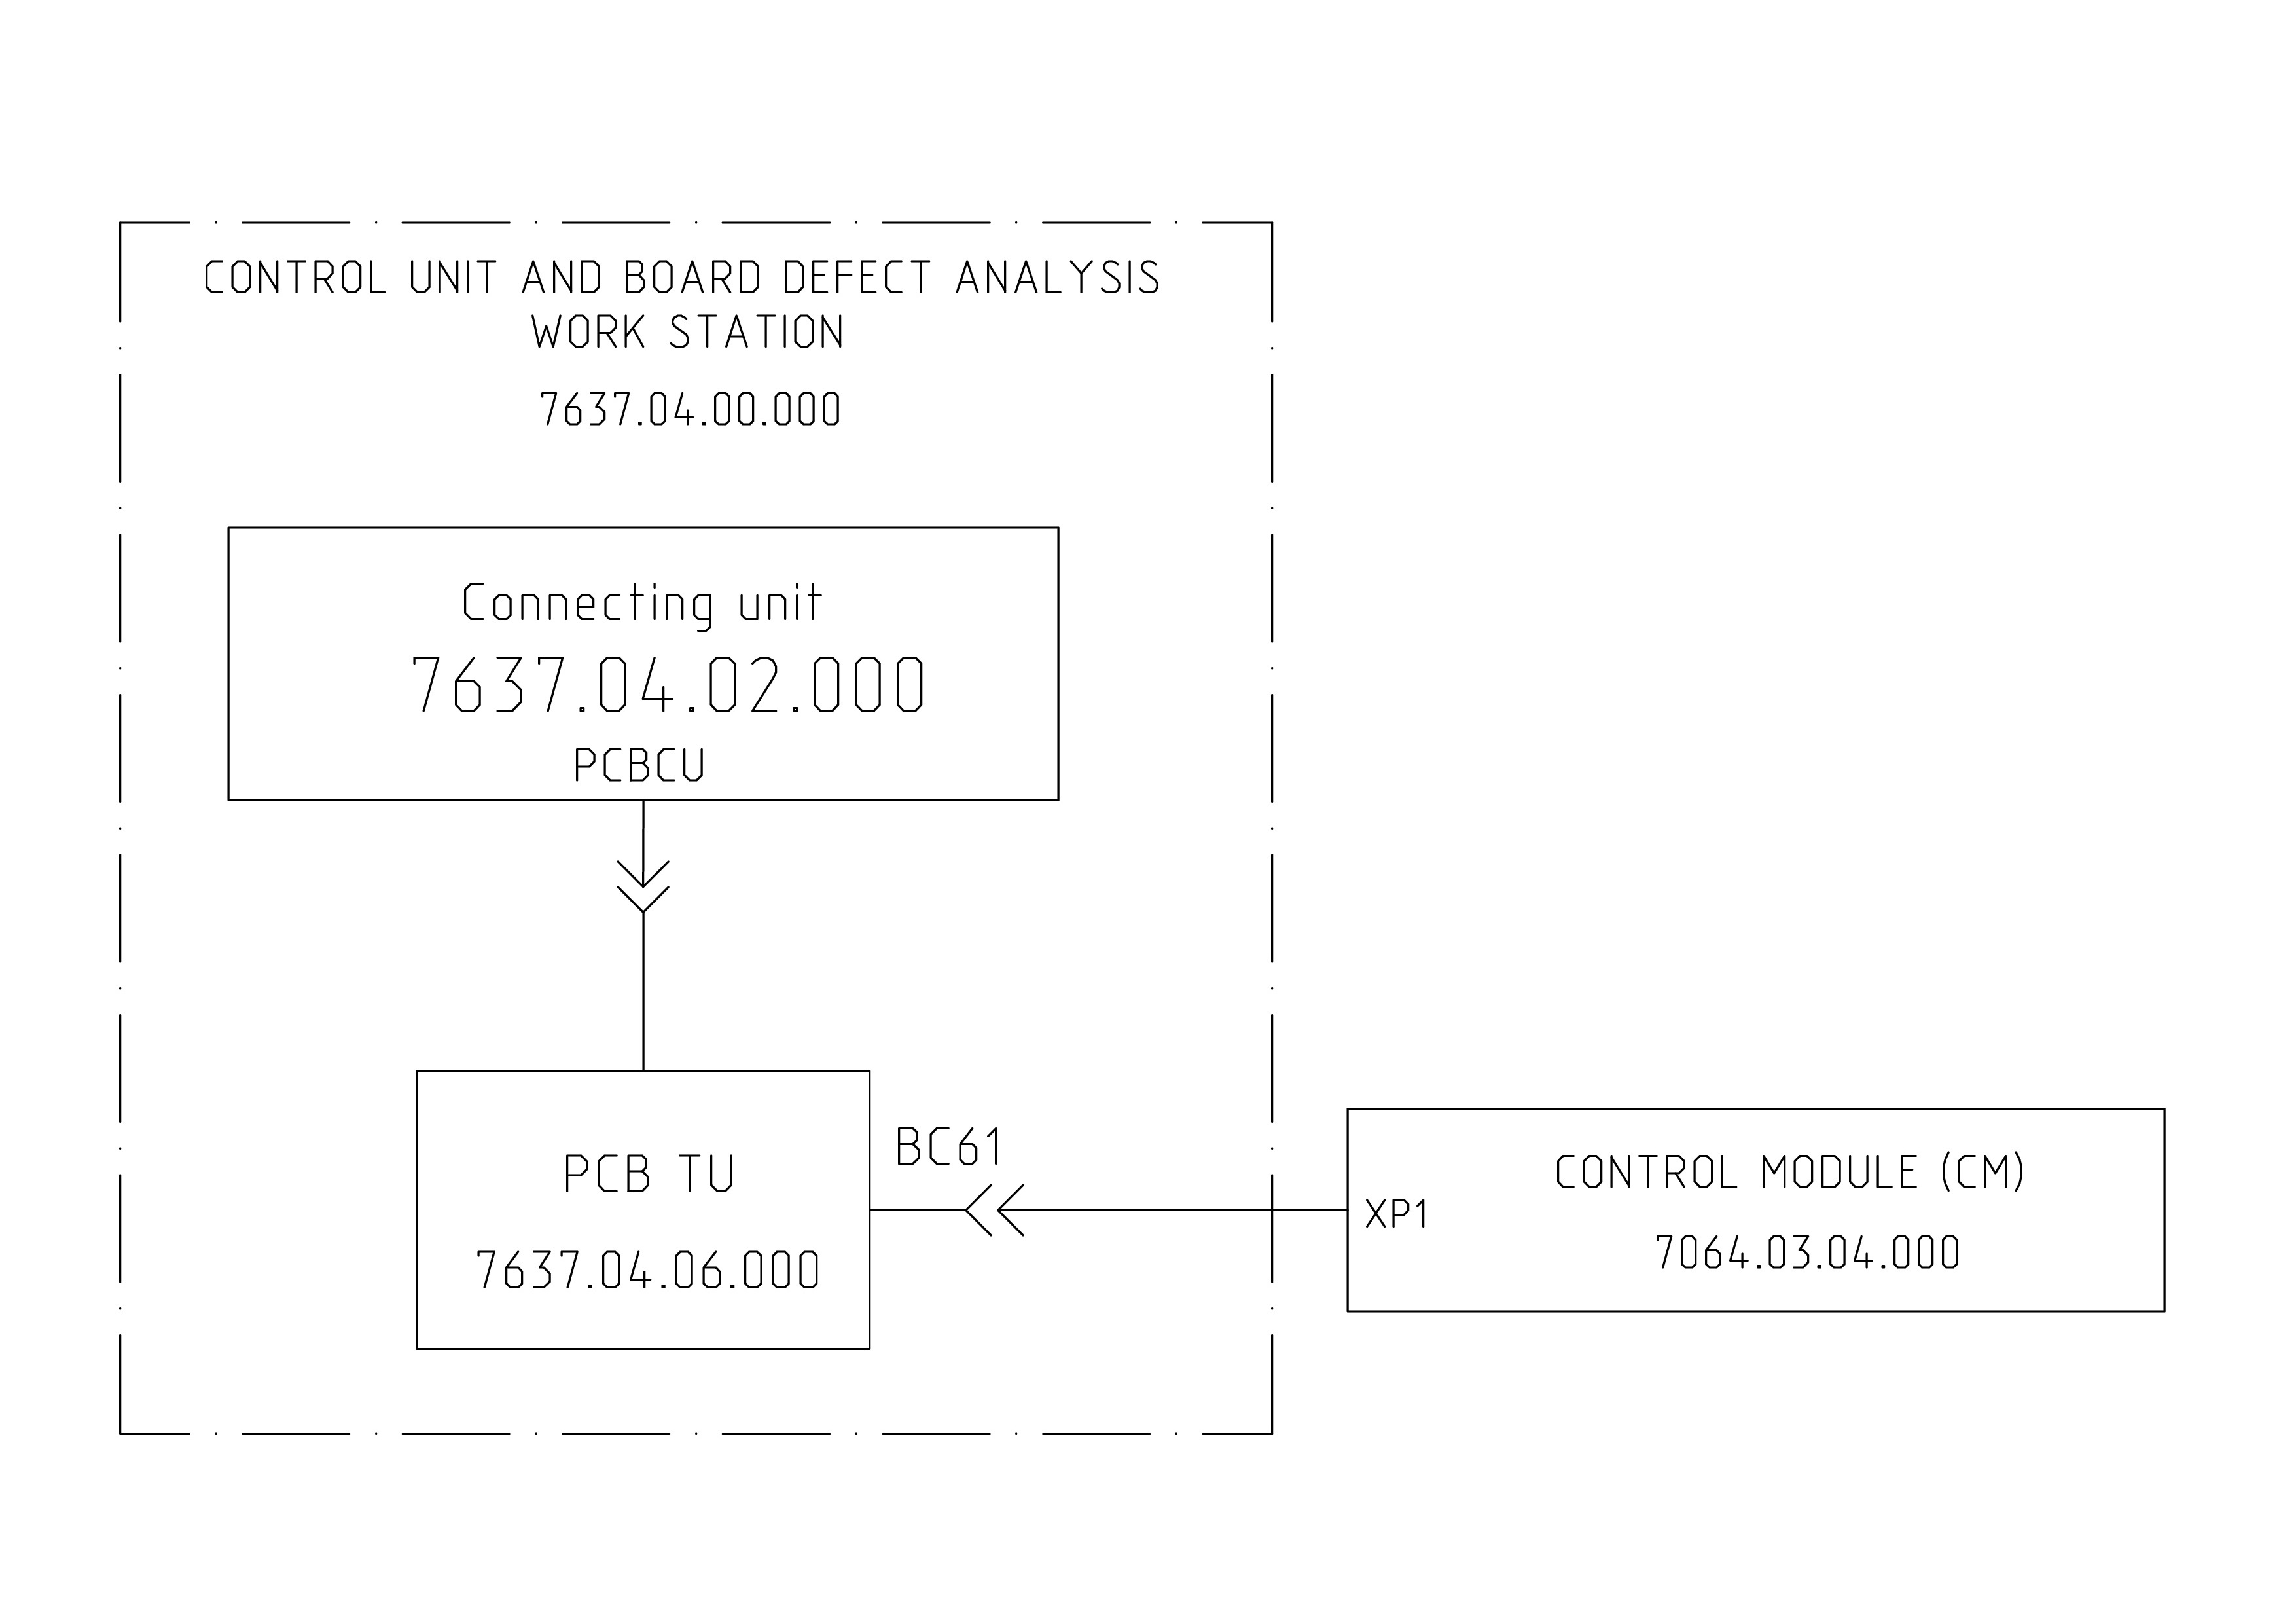 CONTROL UNIT AND BOARD DEFECT ANALYSIS
WORK STATION
7637.04.00.000
Connecting unit
7637.04.02.000
PCBCU
PCB TU
7637.04.06.000
BC61
XP1
CONTROL MODULE (CM)
7064.03.04.000